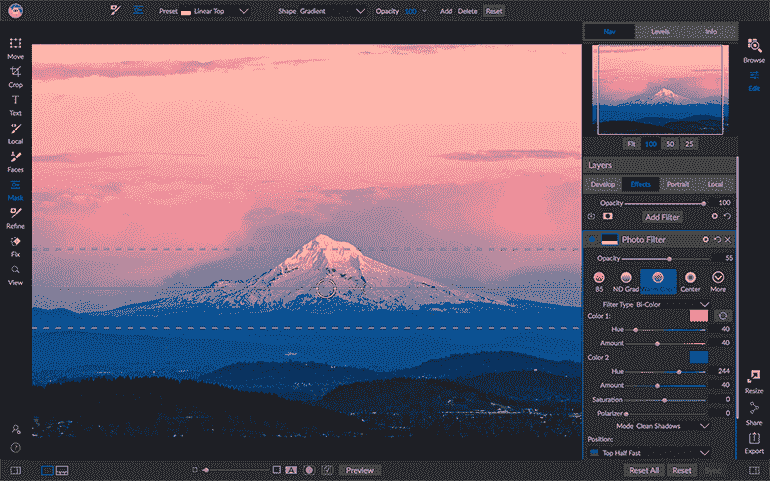 Preset Linear Top Shape Gradient Opacity 100 Add Delete Reset
Move
Crop
Text
Local
Faces
Mask
Refine
Fix
View
Nav Levels Info
Browse
Edit
Fit 100 50 25
Layers
Develop Effects Portrait Local
Opacity 100
Add Filter
Photo Filter
Opacity 55
85 ND Grad Center More
Filter Type Bi-Color
Color 1:
Hue 40
Amount 40
Color 2
Hue 244
Amount 40
Saturation 0
Polarizer 0
Mode Clean Shadows
Position:
Top Half Fast
Resize
Share
Export
A Preview Reset All Reset Sync